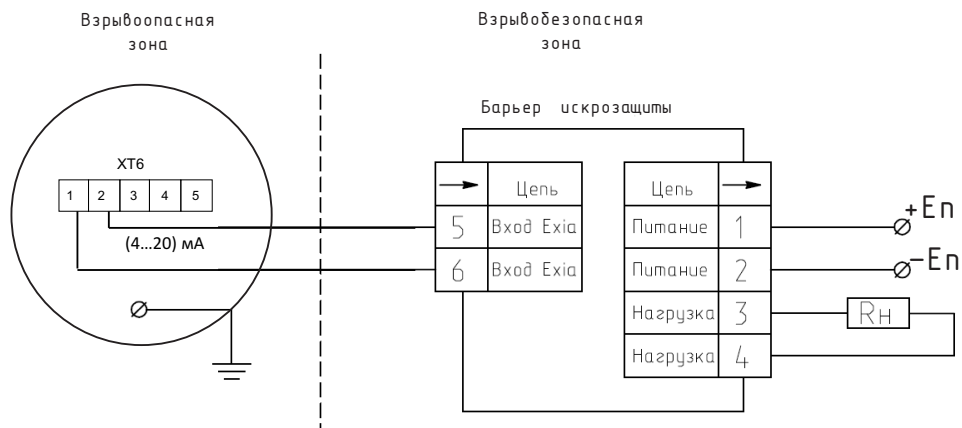 Взрывоопасная
зона
Взрывобезопасная
зона
Барьер искрозащиты
XT6
1 2 3 4 5
(4...20) мА
Цепь
5 Вход Exia
6 Вход Exia
Цепь
Питание 1
Питание 2
Нагрузка 3
Нагрузка 4
+Еп
−Еп
Rн